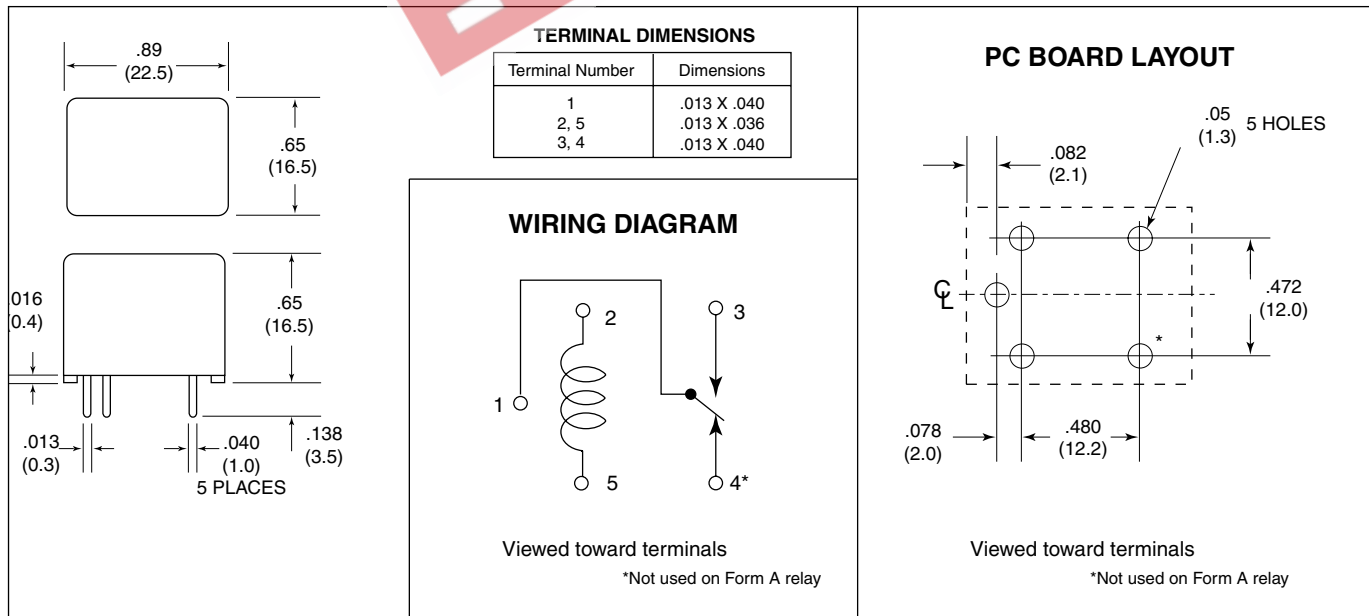 .89
(22.5)
.65
(16.5)
.016
(0.4)
.65
(16.5)
.013
(0.3)
.040
(1.0)
5 PLACES
.138
(3.5)
TERMINAL DIMENSIONS
Terminal Number Dimensions
1 .013 X .040
2, 5 .013 X .036
3, 4 .013 X .040
WIRING DIAGRAM
1
2
3
5
4*
Viewed toward terminals
*Not used on Form A relay
PC BOARD LAYOUT
.05
(1.3)
5 HOLES
.082
(2.1)
CL
.472
(12.0)
*
.078
(2.0)
.480
(12.2)
Viewed toward terminals
*Not used on Form A relay